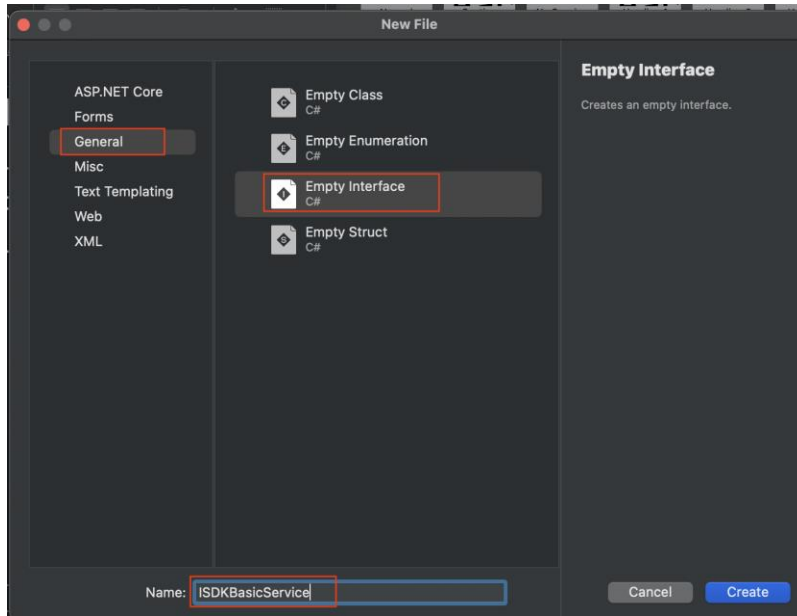 New File
ASP.NET Core
Forms
General
Misc
Text Templating
Web
XML
Empty Class
C#
Empty Enumeration
C#
Empty Interface
C#
Empty Struct
C#
Empty Interface
Creates an empty interface.
Name: ISDKBasicService
Cancel
Create